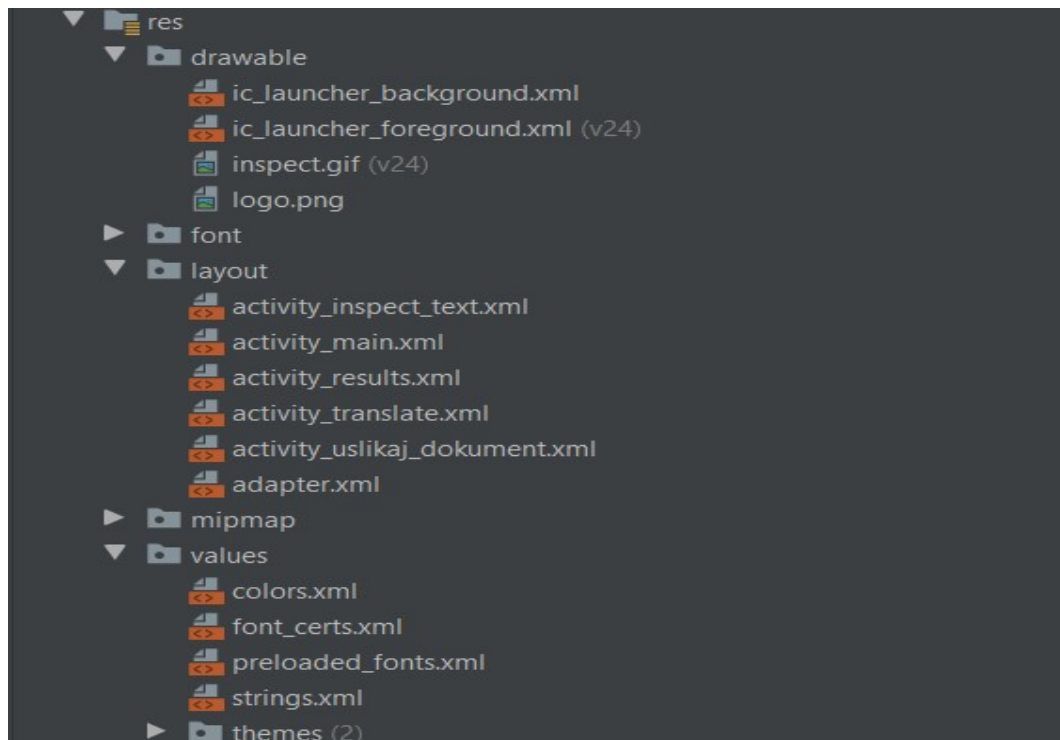 res
drawable
ic_launcher_background.xml
ic_launcher_foreground.xml (v24)
inspect.gif (v24)
logo.png
font
layout
activity_inspect_text.xml
activity_main.xml
activity_results.xml
activity_translate.xml
activity_uslikaj_dokument.xml
adapter.xml
mipmap
values
colors.xml
font_certs.xml
preloaded_fonts.xml
strings.xml
themes (2)